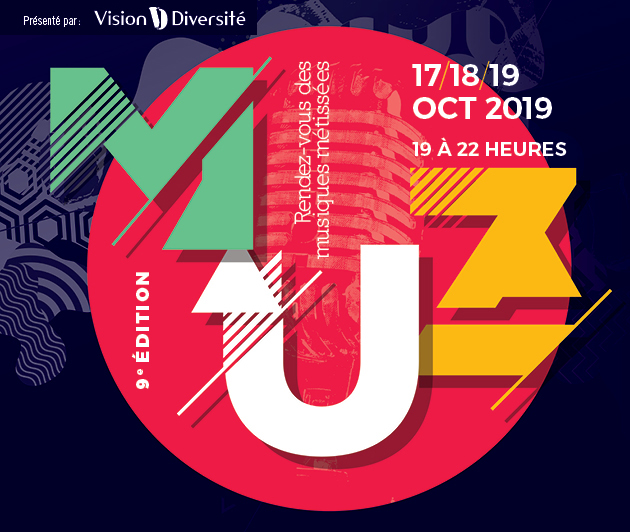 Présenté par : Vision Diversité
17/18/19
OCT 2019
19 À 22 HEURES
Rendez-vous des
musiques métissées
MUZ
9e ÉDITION